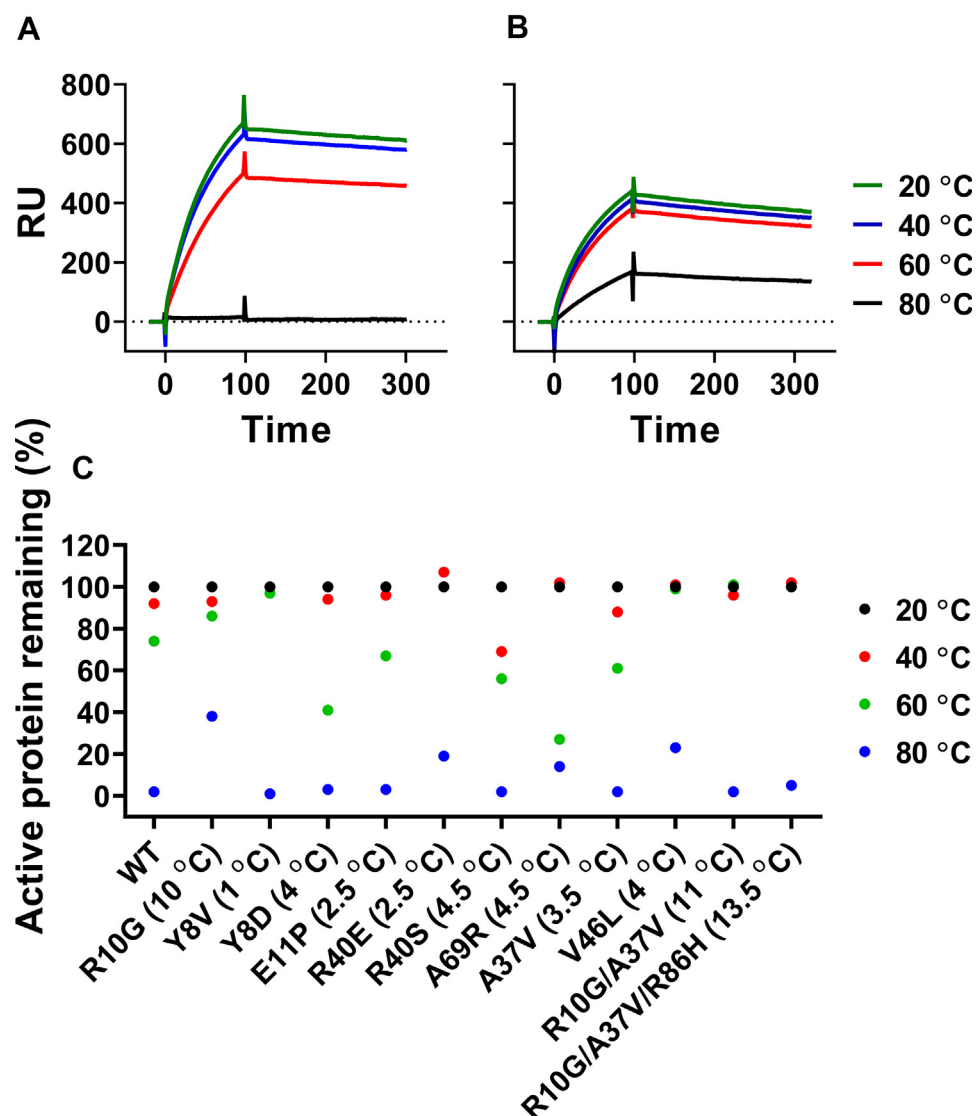 A
B
800
600
400
200
0
RU
0 100 200 300
Time
0 100 200 300
Time
20 °C
40 °C
60 °C
80 °C
C
Active protein remaining (%)
120
100
80
60
40
20
0
20 °C
40 °C
60 °C
80 °C
WT
R10G (10 °C)
Y8V (1 °C)
Y8D (4 °C)
E11P (2.5 °C)
R40E (2.5 °C)
R40S (4.5 °C)
A69R (4.5 °C)
A37V (3.5 °C)
V46L (4 °C)
R10G/A37V (11 °C)
R10G/A37V//R86H (13.5 °C)